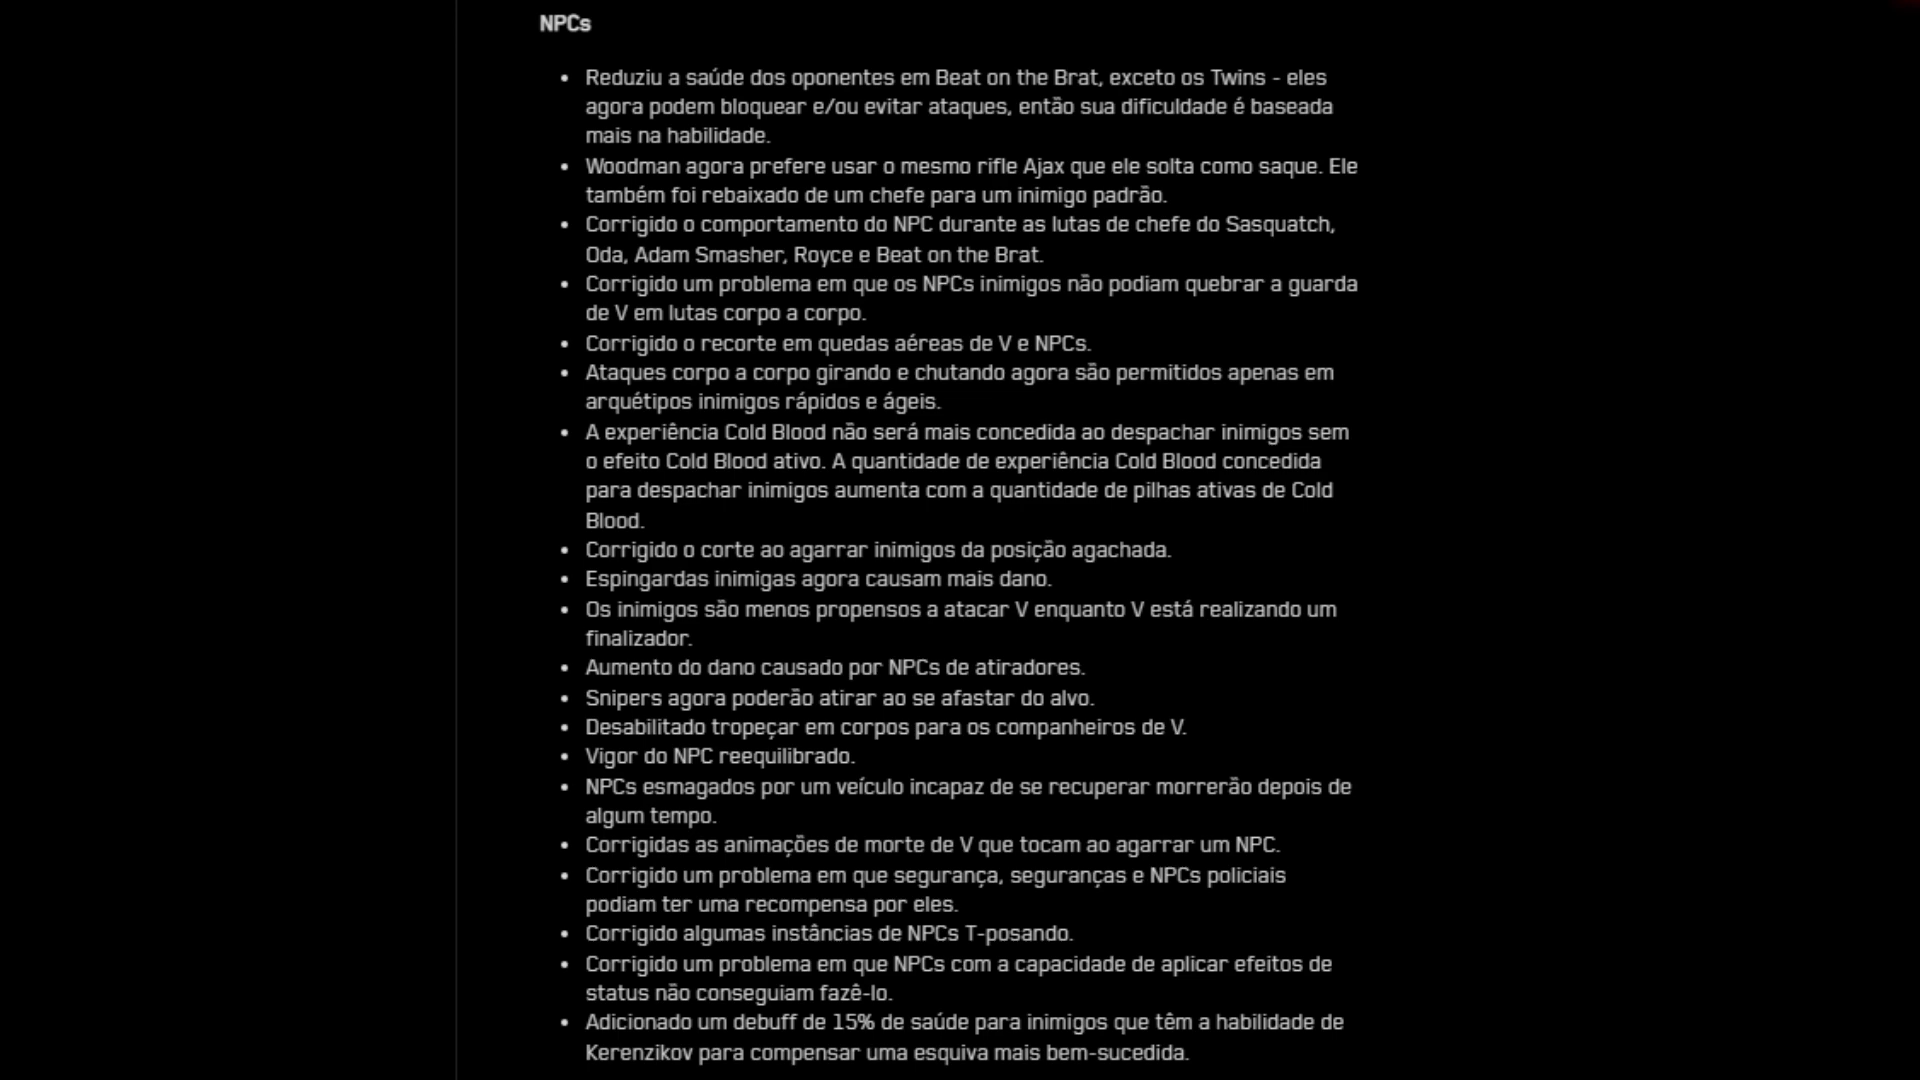 NPCs
• Reduziu a saúde dos oponentes em Beat on the Brat, exceto os Twins - eles
agora podem bloquear e/ou evitar ataques, então sua dificuldade é baseada
mais na habilidade.
• Woodman agora prefere usar o mesmo rifle Ajax que ele solta como saque. Ele
também foi rebaixado de um chefe para um inimigo padrão.
• Corrigido o comportamento do NPC durante as lutas de chefe do Sasquatch,
Oda, Adam Smasher, Royce e Beat on the Brat.
• Corrigido um problema em que os NPCs inimigos não podiam quebrar a guarda
de V em lutas corpo a corpo.
• Corrigido o recorte em quedas aéreas de V e NPCs.
• Ataques corpo a corpo girando e chutando agora são permitidos apenas em
arquétipos inimigos rápidos e ágeis.
• A experiência Cold Blood não será mais concedida ao despachar inimigos sem
o efeito Cold Blood ativo. A quantidade de experiência Cold Blood concedida
para despachar inimigos aumenta com a quantidade de pilhas ativas de Cold
Blood.
• Corrigido o corte ao agarrar inimigos da posição agachada.
• Espingardas inimigas agora causam mais dano.
• Os inimigos são menos propensos a atacar V enquanto V está realizando um
finalizador.
• Aumento do dano causado por NPCs de atiradores.
• Snipers agora poderão atirar ao se afastar do alvo.
• Desabilitado tropeçar em corpos para os companheiros de V.
• Vigor do NPC reequilibrado.
• NPCs esmagados por um veículo incapaz de se recuperar morrerão depois de
algum tempo.
• Corrigidas as animações de morte de V que tocam ao agarrar um NPC.
• Corrigido um problema em que segurança, seguranças e NPCs policiais
podiam ter uma recompensa por eles.
• Corrigido algumas instâncias de NPCs T-posando.
• Corrigido um problema em que NPCs com a capacidade de aplicar efeitos de
status não conseguiam fazê-lo.
• Adicionado um debuff de 15% de saúde para inimigos que têm a habilidade de
Kerenzikov para compensar uma esquiva mais bem-sucedida.